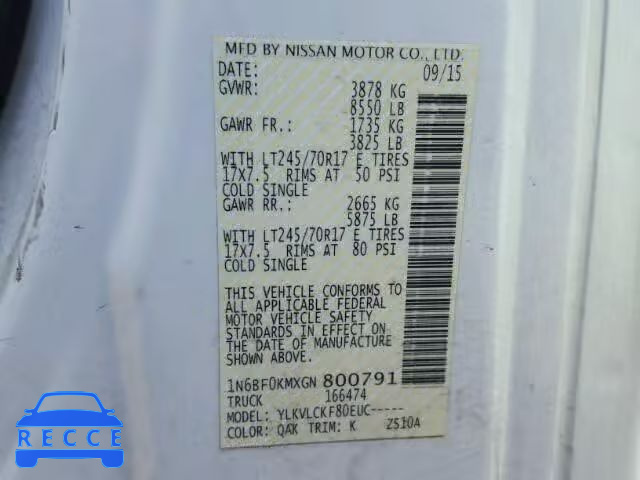 MFD BY NISSAN MOTOR CO., LTD.
DATE: 09/15
GVWR: 3878 KG
8550 LB
GAWR FR.: 1735 KG
3825 LB
WITH LT245/70R17 E TIRES
17X7.5 RIMS AT 50 PSI
COLD SINGLE
GAWR RR.: 2665 KG
5875 LB
WITH LT245/70R17 E TIRES
17X7.5 RIMS AT 80 PSI
COLD SINGLE
THIS VEHICLE CONFORMS TO
ALL APPLICABLE FEDERAL
MOTOR VEHICLE SAFETY
STANDARDS IN EFFECT ON
THE DATE OF MANUFACTURE
SHOWN ABOVE.
1N6BF0KMXGN800791
TRUCK 166474
MODEL: YLKVLCKF80EUC-----
COLOR: QAK TRIM: K ZS10A
RECCE